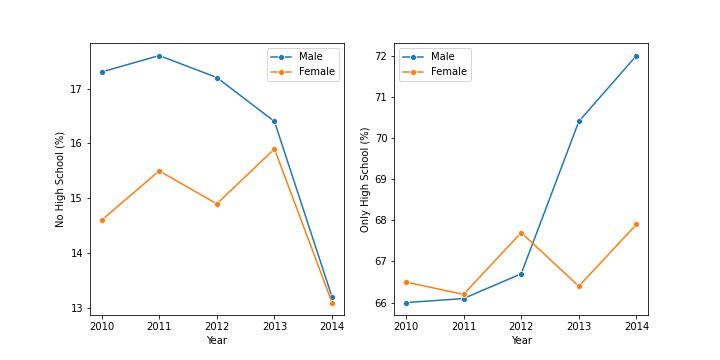 No High School (%)
17
16
15
14
13
Male
Female
2010 2011 2012 2013 2014
Year
Only High School (%)
72
71
70
69
68
67
66
Male
Female
2010 2011 2012 2013 2014
Year